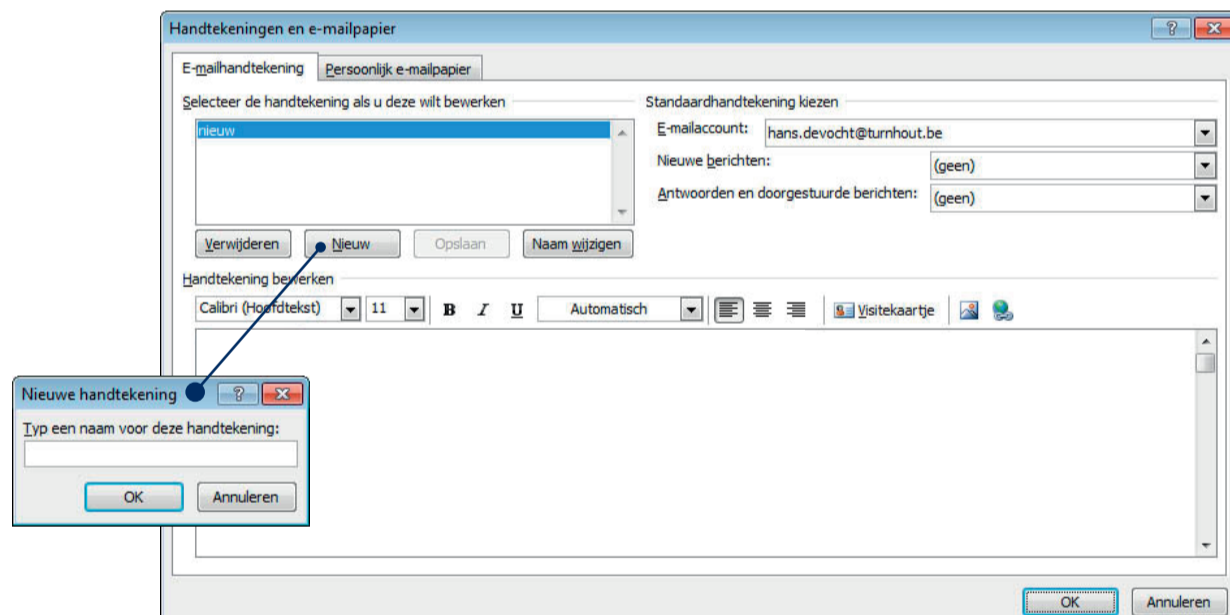 Handtekeningen en e-mailpapier
E-mailhandtekening Persoonlijk e-mailpapier
Selecteer de handtekening als u deze wilt bewerken
nieuw
Verwijderen Nieuw Opslaan Naam wijzigen
Standaardhandtekening kiezen
E-mailaccount: hans.devocht@turnhout.be
Nieuwe berichten: (geen)
Antwoorden en doorgestuurde berichten: (geen)
Handtekening bewerken
Calibri (Hoofdtekst) 11 B I U Automatisch Visitekaartje
Nieuwe handtekening
Typ een naam voor deze handtekening:
OK Annuleren
OK Annuleren